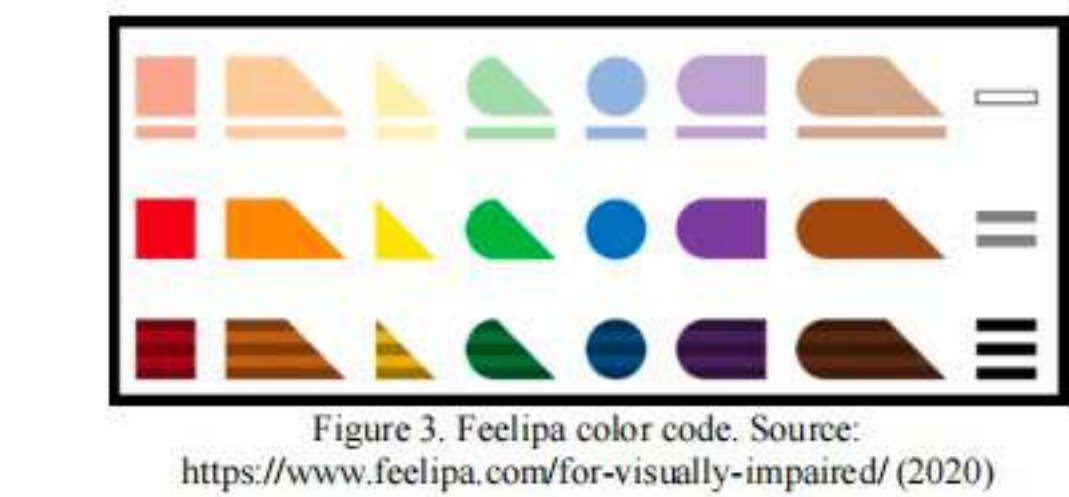 Figure 3. Feelipa color code. Source:
https://www.feelipa.com/for-visually-impaired/ (2020)